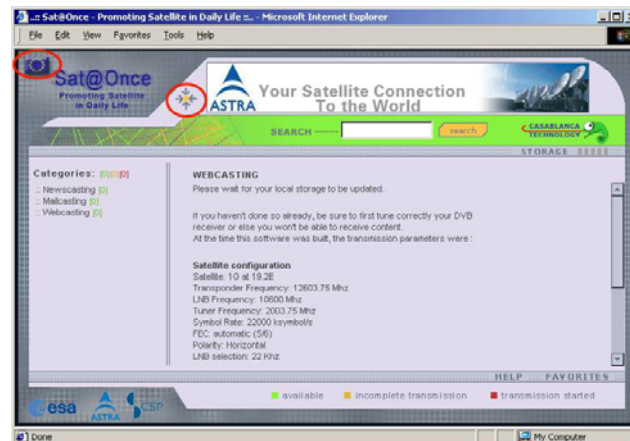 ..:: Sat@Once - Promoting Satellite in Daily Life ::.. - Microsoft Internet Explorer
File Edit View Favorites Tools Help
Sat@Once
Promoting Satellite
in Daily Life
ASTRA
Your Satellite Connection
To the World
SEARCH --------
search
CASABLANCA
TECHNOLOGY
STORAGE
Categories: [0][0][0]
:: Newscasting [0]
:: Mailcasting [0]
:: Webcasting [0]
WEBCASTING
Please wait for your local storage to be updated.
If you haven't done so already, be sure to first tune correctly your DVB
receiver or else you won't be able to receive content.
At the time this software was built, the transmission parameters were :
Satellite configuration
Satellite: 1G at 19.2E
Transponder Frequency: 12603.75 Mhz
LNB Frequency: 10600 Mhz
Tuner Frequency: 2003.75 Mhz
Symbol Rate: 22000 ksymbol/s
FEC: automatic (5/6)
Polarity: Horizontal
LNB selection: 22 Khz
HELP FAVORITES
esa ASTRA CSP
available incomplete transmission transmission started
Done My Computer